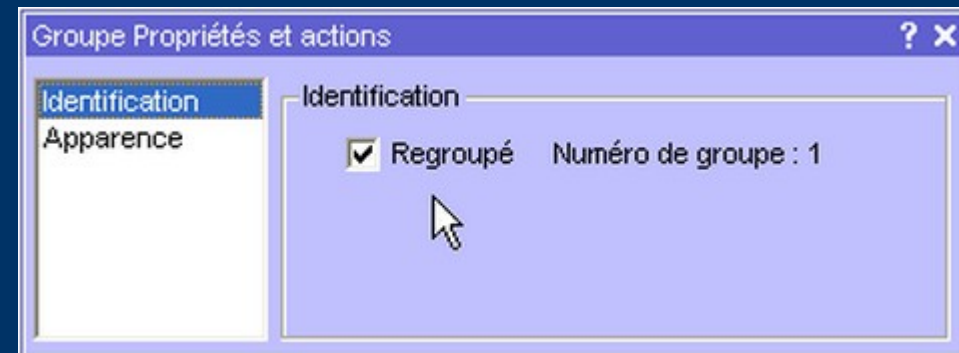 Groupe Propriétés et actions ? ×
Identification
Apparence
Identification
Regroupé Numéro de groupe : 1